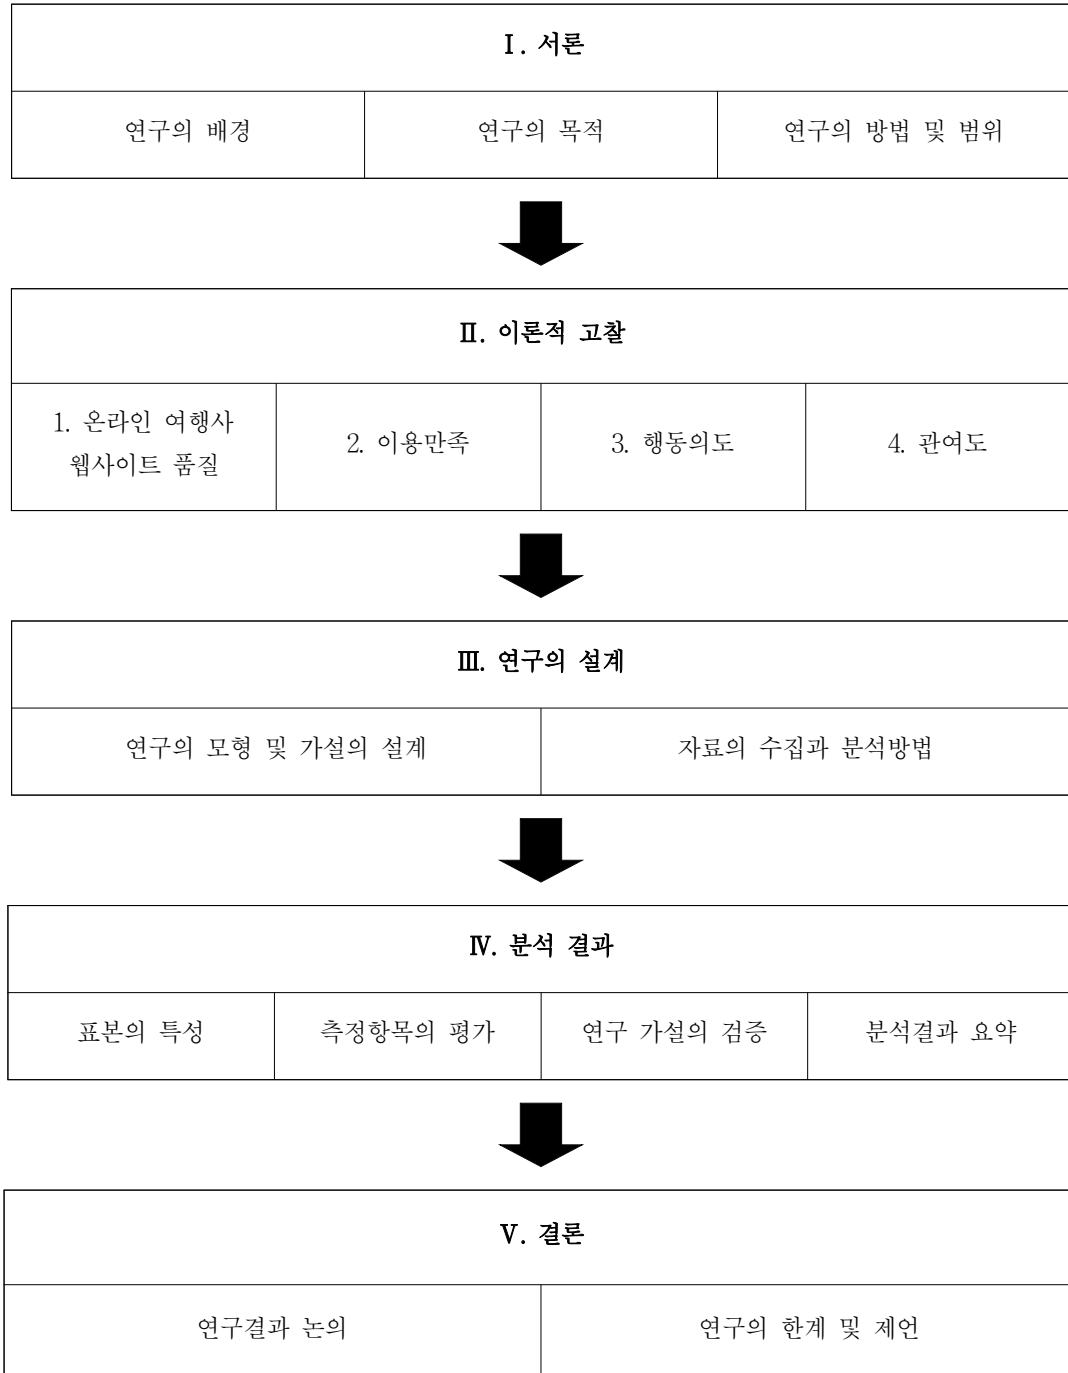 Ⅰ. 서론
연구의 배경
연구의 목적
연구의 방법 및 범위
Ⅱ. 이론적 고찰
1. 온라인 여행사
웹사이트 품질
2. 이용만족
3. 행동의도
4. 관여도
Ⅲ. 연구의 설계
연구의 모형 및 가설의 설계
자료의 수집과 분석방법
Ⅳ. 분석 결과
표본의 특성
측정항목의 평가
연구 가설의 검증
분석결과 요약
Ⅴ. 결론
연구결과 논의
연구의 한계 및 제언